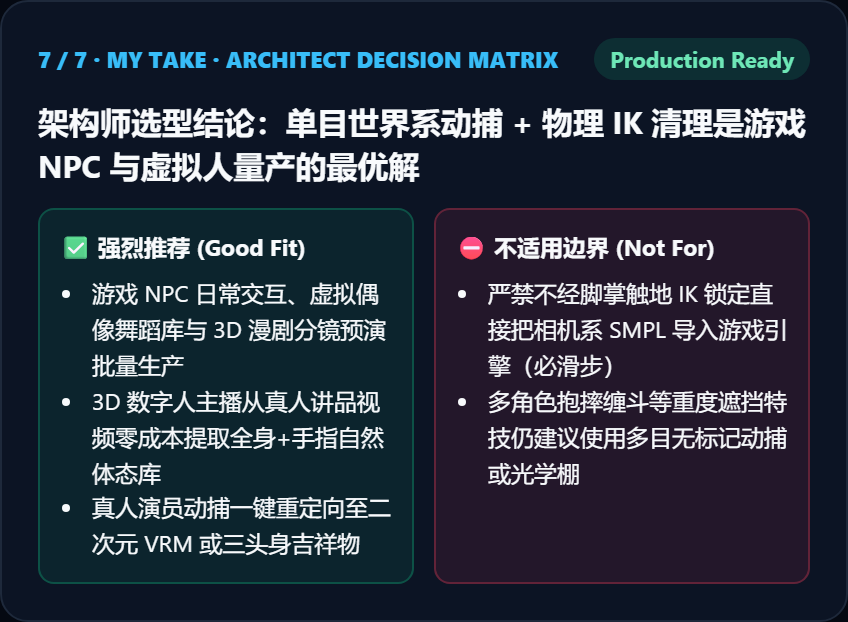 7 / 7 · MY TAKE · ARCHITECT DECISION MATRIX
Production Ready
架构师选型结论：单目世界系动捕 + 物理 IK 清理是游戏
NPC 与虚拟人量产的最优解
✅ 强烈推荐 (Good Fit)
• 游戏 NPC 日常交互、虚拟偶
像舞蹈库与 3D 漫剧分镜预演
批量生产
• 3D 数字人主播从真人讲品视
频零成本提取全身+手指自然
体态库
• 真人演员动捕一键重定向至二
次元 VRM 或三头身吉祥物
⛔ 不适用边界 (Not For)
• 严禁不经脚掌触地 IK 锁定直
接把相机系 SMPL 导入游戏引
擎（必滑步）
• 多角色抱摔缠斗等重度遮挡特
技仍建议使用多目无标记动捕
或光学棚